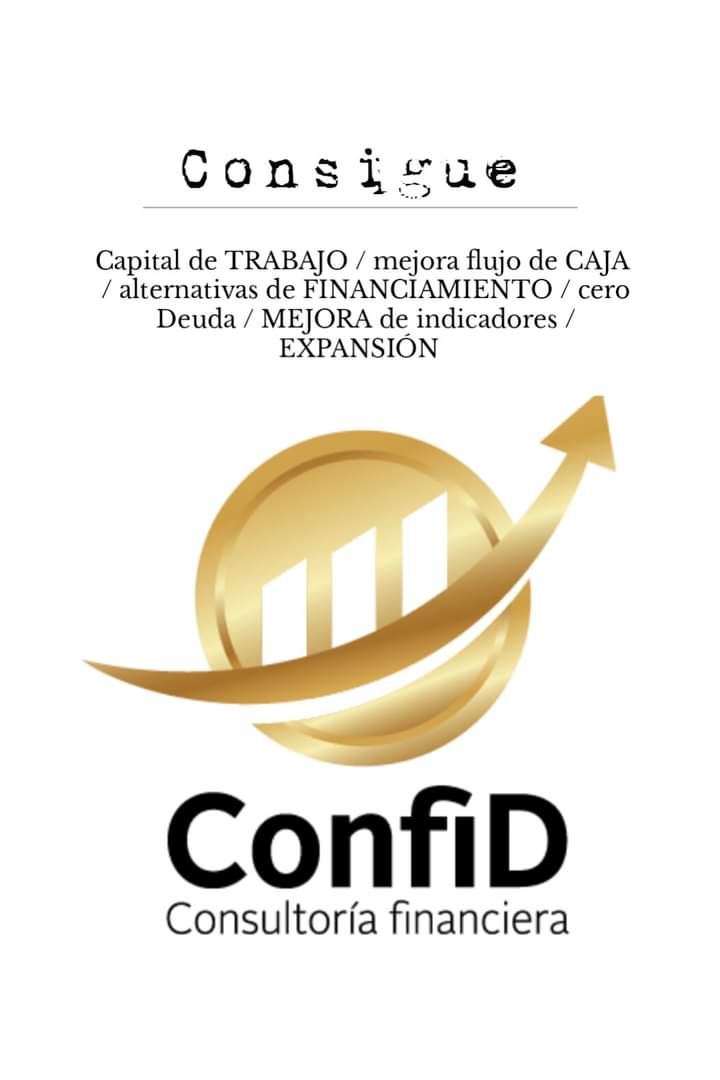 Consigue
Capital de TRABAJO / mejora flujo de CAJA
/ alternativas de FINANCIAMIENTO / cero
Deuda / MEJORA de indicadores /
EXPANSIÓN
ConfiD
Consultoría financiera